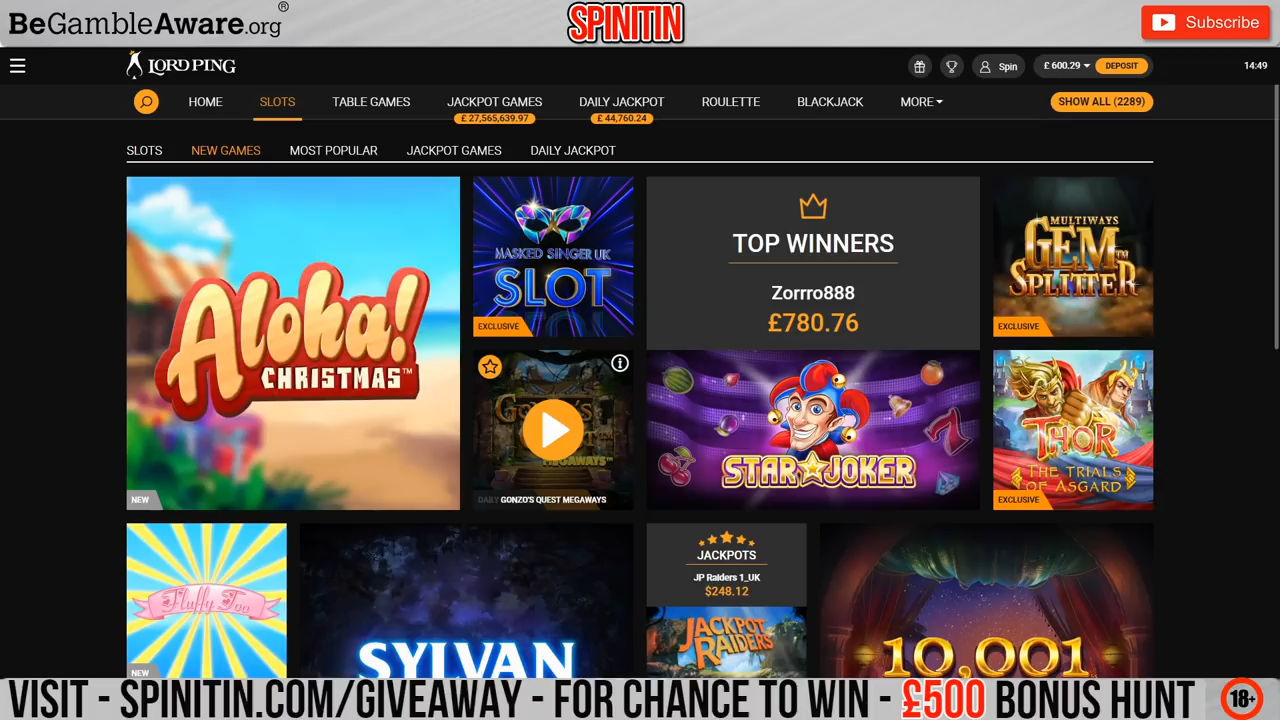 BeGambleAware.org®
SPINITIN
Subscribe
LORD PING
Spin
£ 600.29
DEPOSIT
14:49
HOME
SLOTS
TABLE GAMES
JACKPOT GAMES
£ 27,565,639.97
DAILY JACKPOT
£ 44,760.24
ROULETTE
BLACKJACK
MORE
SHOW ALL (2289)
SLOTS
NEW GAMES
MOST POPULAR
JACKPOT GAMES
DAILY JACKPOT
Aloha!
CHRISTMAS™
NEW
MASKED SINGER UK
SLOT
EXCLUSIVE
TOP WINNERS
Zorrro888
£780.76
MULTIWAYS
GEM
SPLITTER™
EXCLUSIVE
MEGAWAYS™
DAILY GONZO'S QUEST MEGAWAYS
STAR JOKER
THOR
THE TRIALS
OF ASGARD
EXCLUSIVE
Fluffy Too
NEW
SYLVAN
JACKPOTS
JP Raiders 1_UK
$248.12
JACKPOT
RAIDERS
10,001
VISIT - SPINITIN.COM/GIVEAWAY - FOR CHANCE TO WIN - £500 BONUS HUNT
18+